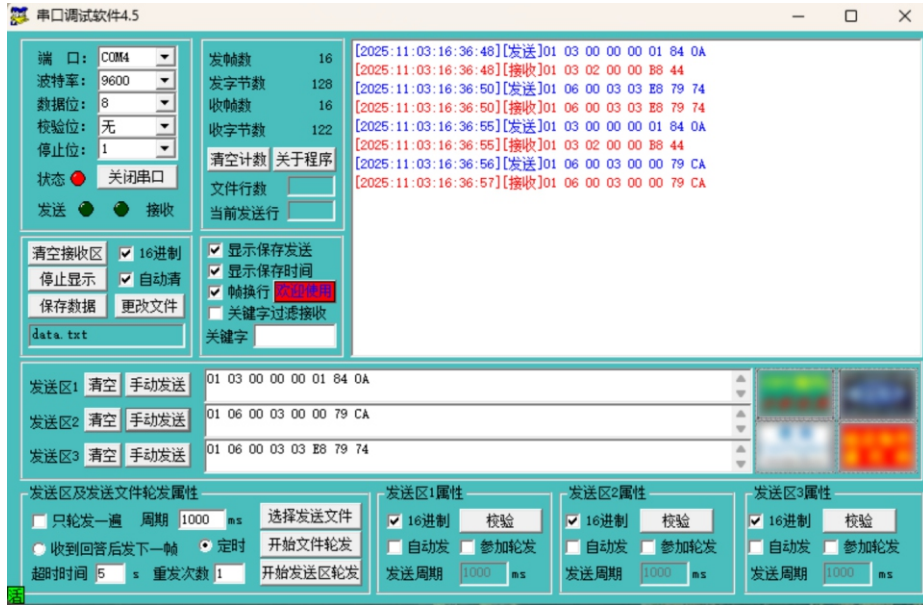 串口调试软件4.5
端 口: COM4
波特率: 9600
数据位: 8
校验位: 无
停止位: 1
状态 关闭串口
发送 接收
发帧数 16
发字节数 128
收帧数 16
收字节数 122
清空计数 关于程序
文件行数
当前发送行
[2025:11:03:16:36:48][发送]01 03 00 00 00 01 84 0A
[2025:11:03:16:36:48][接收]01 03 02 00 00 B8 44
[2025:11:03:16:36:50][发送]01 06 00 03 03 E8 79 74
[2025:11:03:16:36:50][接收]01 06 00 03 03 E8 79 74
[2025:11:03:16:36:55][发送]01 03 00 00 00 01 84 0A
[2025:11:03:16:36:55][接收]01 03 02 00 00 B8 44
[2025:11:03:16:36:56][发送]01 06 00 03 00 00 79 CA
[2025:11:03:16:36:57][接收]01 06 00 03 00 00 79 CA
清空接收区 16进制
停止显示 自动清
保存数据 更改文件
data.txt
显示保存发送
显示保存时间
帧换行 欢迎使用
关键字过滤接收
关键字
发送区1 清空 手动发送 01 03 00 00 00 01 84 0A
发送区2 清空 手动发送 01 06 00 03 00 00 79 CA
发送区3 清空 手动发送 01 06 00 03 03 E8 79 74
发送区及发送文件轮发属性
只轮发一遍 周期 1000 ms 选择发送文件
收到回答后发下一帧 定时 开始文件轮发
超时时间 5 s 重发次数 1 开始发送区轮发
发送区1属性
16进制 校验
自动发 参加轮发
发送周期 1000 ms
发送区2属性
16进制 校验
自动发 参加轮发
发送周期 1000 ms
发送区3属性
16进制 校验
自动发 参加轮发
发送周期 1000 ms
活